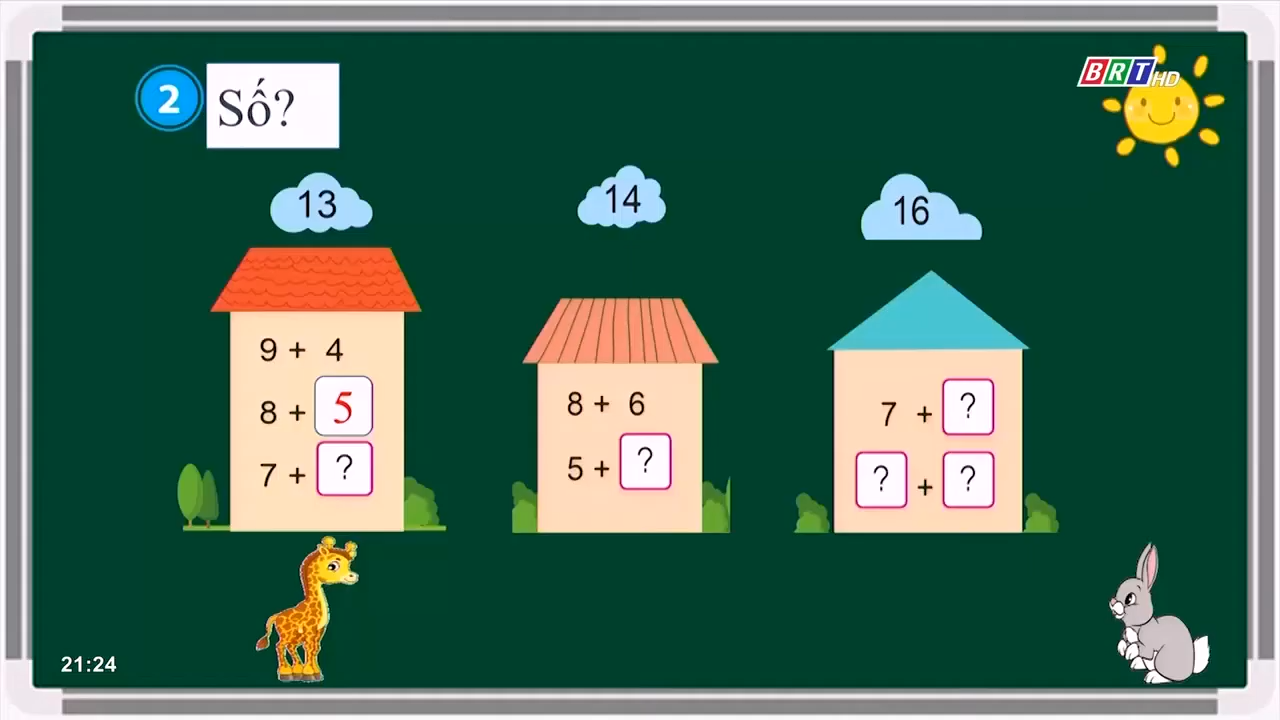 2 Số?
BRT HD
13
14
16
9 + 4
8 + 5
7 + ?
8 + 6
5 + ?
7 + ?
? + ?
21:24